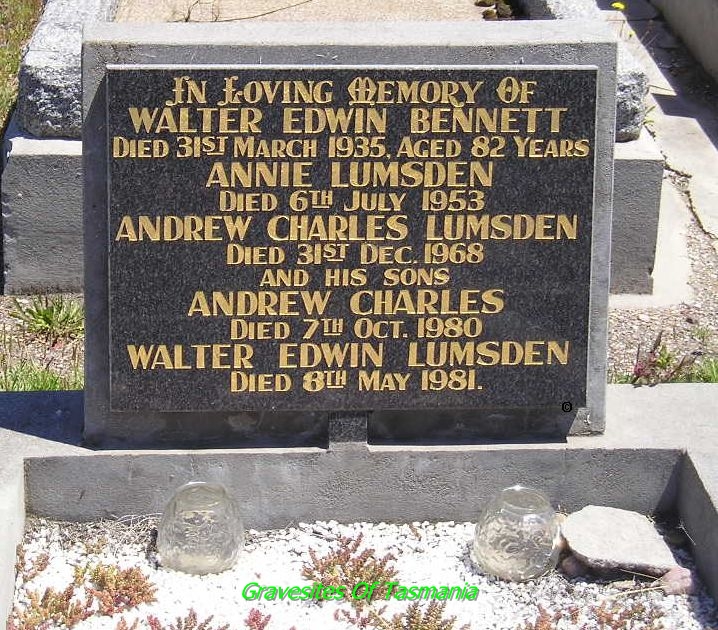 In Loving Memory Of
WALTER EDWIN BENNETT
DIED 31ST MARCH 1935, AGED 82 YEARS
ANNIE LUMSDEN
DIED 6TH JULY 1953
ANDREW CHARLES LUMSDEN
DIED 31ST DEC. 1968
AND HIS SONS
ANDREW CHARLES
DIED 7TH OCT. 1980
WALTER EDWIN LUMSDEN
DIED 8TH MAY 1981.
©
Gravesites Of Tasmania